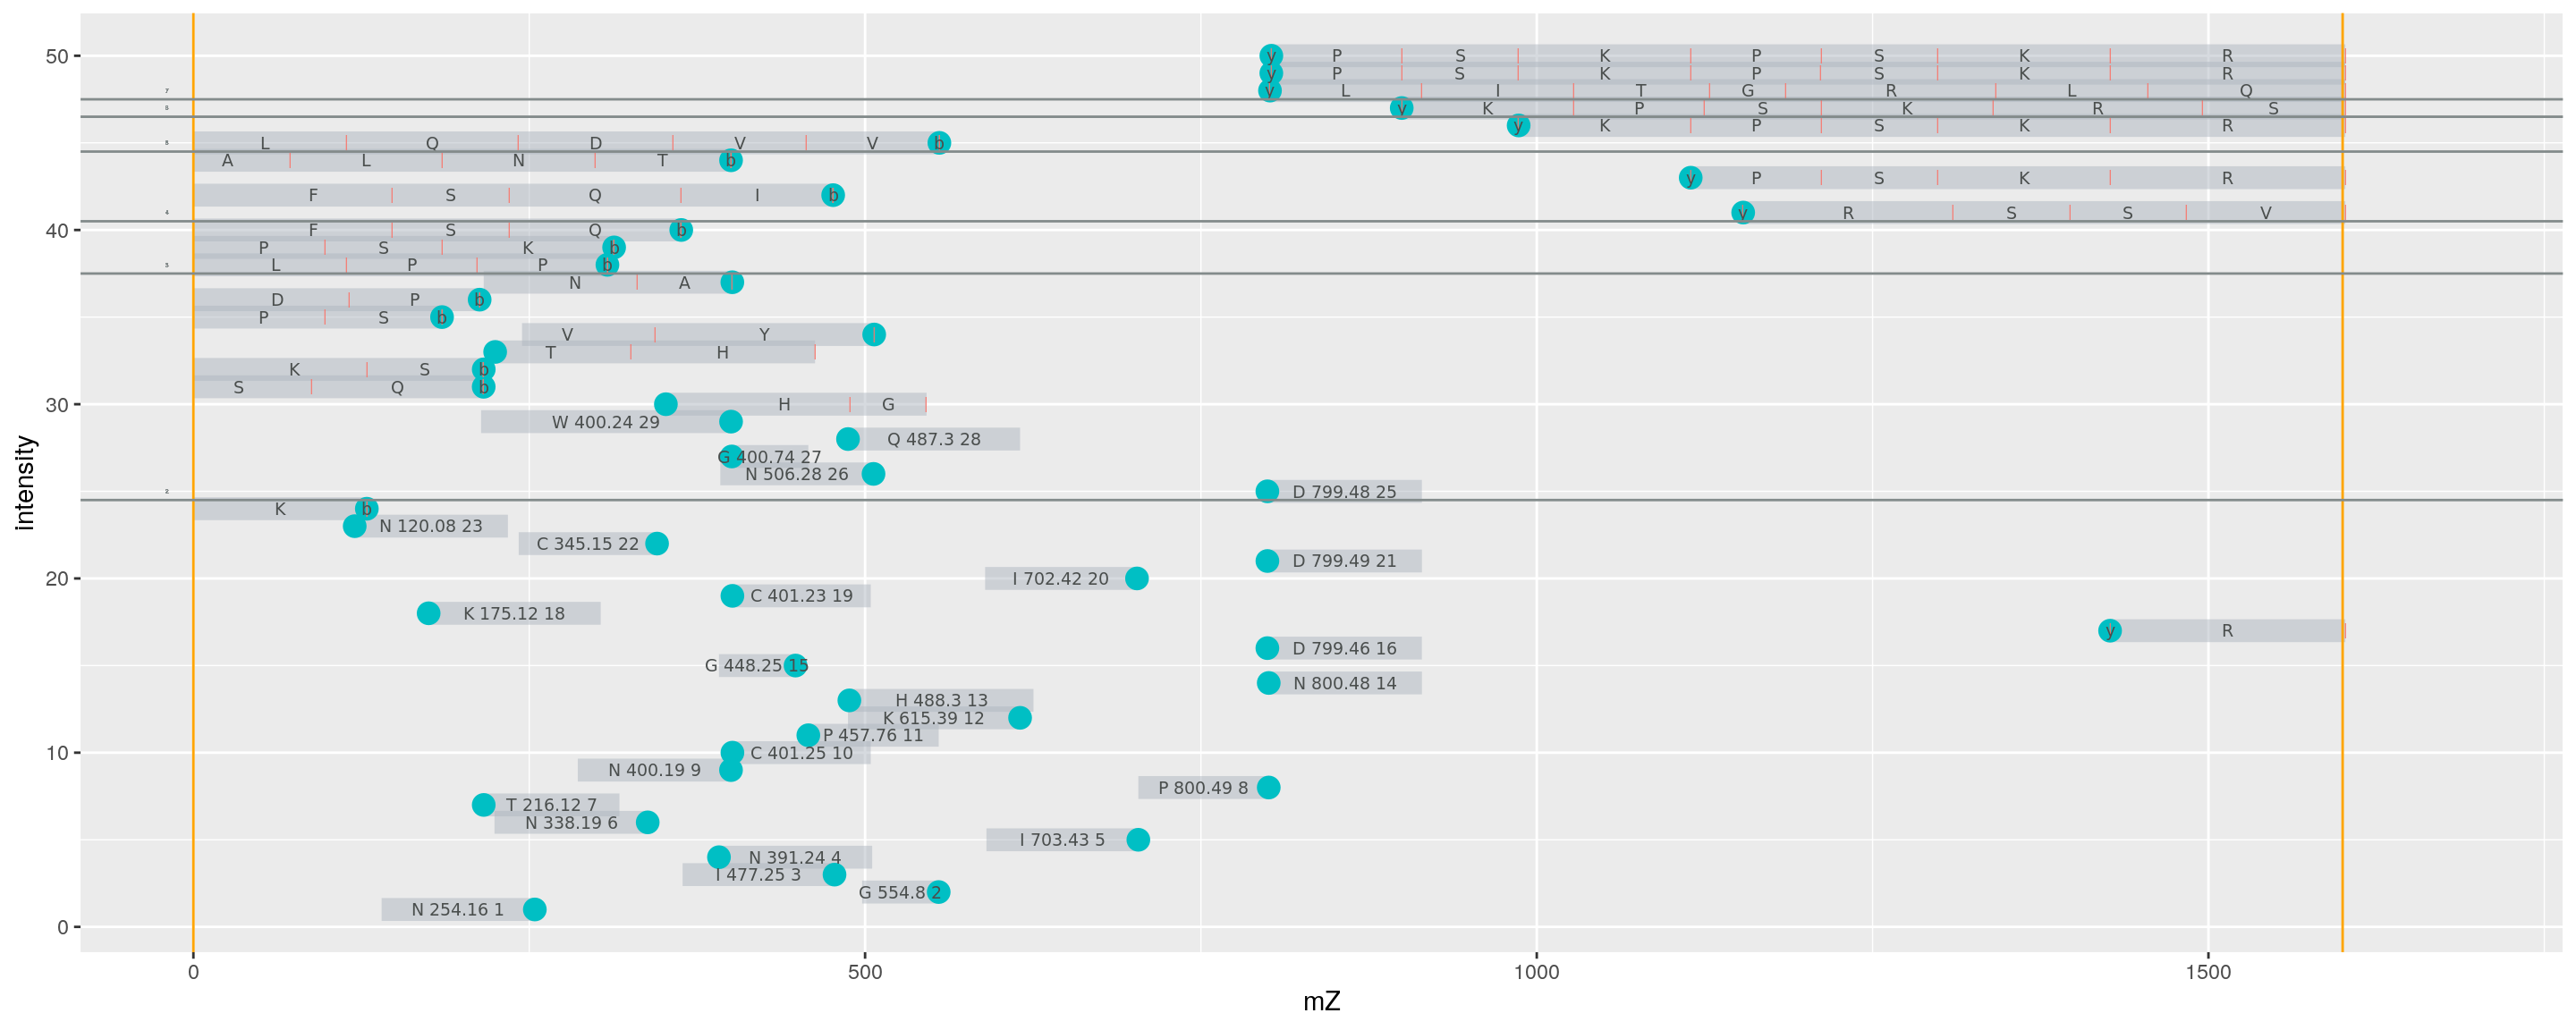 50
y P S K P S K R
y P S K P S K R
7
y L I T G R L Q
y K P S K R S
y K P S K R
L Q D V V b
A L N T b
y P S K R
F S Q I b
4
y R S S V
40
F S Q b
P S K b
3
L P P b
N A
D P b
P S b
V Y
T H
K S b
S Q b
30
H G
W 400.24 29
Q 487.3 28
G 400.74 27
N 506.28 26
2
D 799.48 25
K b
N 120.08 23
C 345.15 22
D 799.49 21
20
I 702.42 20
C 401.23 19
K 175.12 18
y R
D 799.46 16
G 448.25 15
N 800.48 14
H 488.3 13
K 615.39 12
P 457.76 11
10
C 401.25 10
N 400.19 9
P 800.49 8
T 216.12 7
N 338.19 6
I 703.43 5
N 391.24 4
I 477.25 3
G 554.8 2
N 254.16 1
0
intensity
0 500 1000 1500
mZ